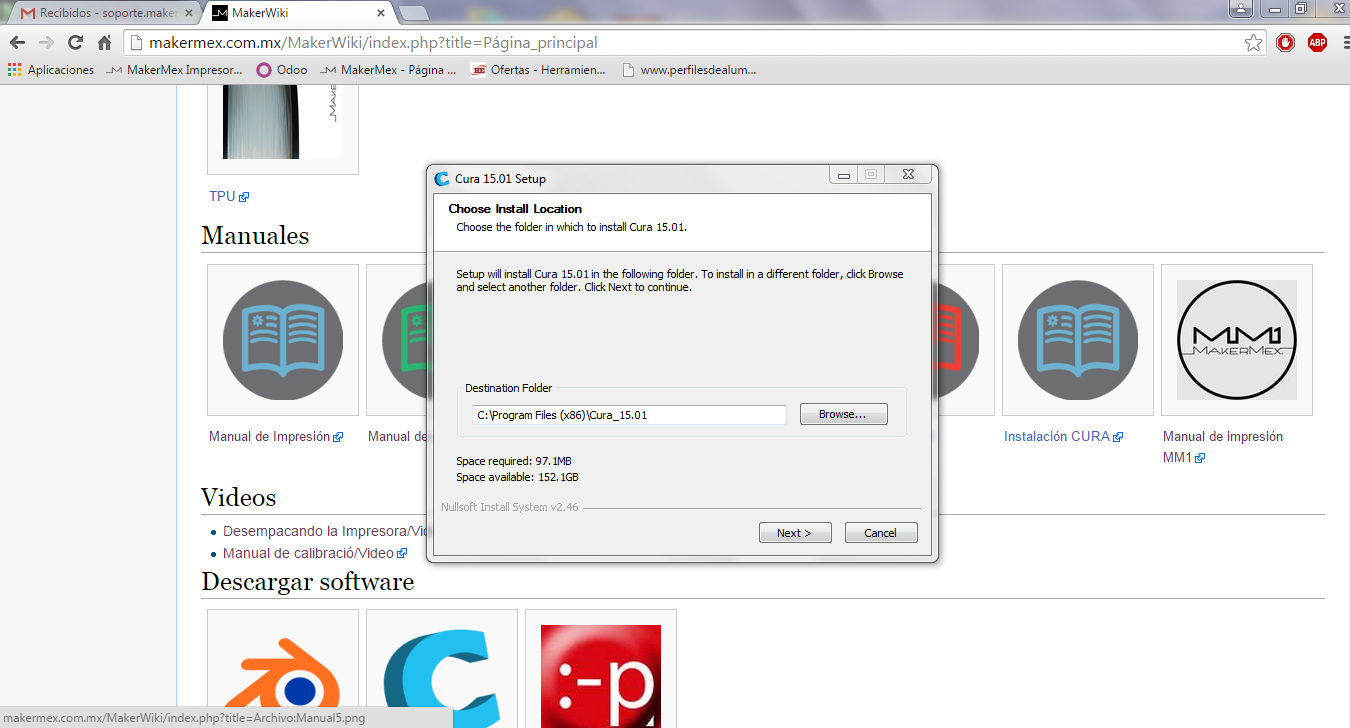 Recibidos - soporte.make
MakerWiki
makermex.com.mx/MakerWiki/index.php?title=Página_principal
ABP
Aplicaciones
MakerMex Impresor...
Odoo
MakerMex - Página ...
Ofertas - Herramien...
www.perfilesdealum...
TPU
Manuales
Cura 15.01 Setup
Choose Install Location
Choose the folder in which to install Cura 15.01.
Setup will install Cura 15.01 in the following folder. To install in a different folder, click Browse
and select another folder. Click Next to continue.
Destination Folder
C:\Program Files (x86)\Cura_15.01
Browse...
Space required: 97.1MB
Space available: 152.1GB
Nullsoft Install System v2.46
Next >
Cancel
MM1
MAKERMEX
Manual de Impresión
Manual de
Instalación CURA
Manual de impresión
MM1
Videos
Desempacando la Impresora/Vid
Manual de calibració/Video
Descargar software
:-p
makermex.com.mx/MakerWiki/index.php?title=Archivo:Manual5.png